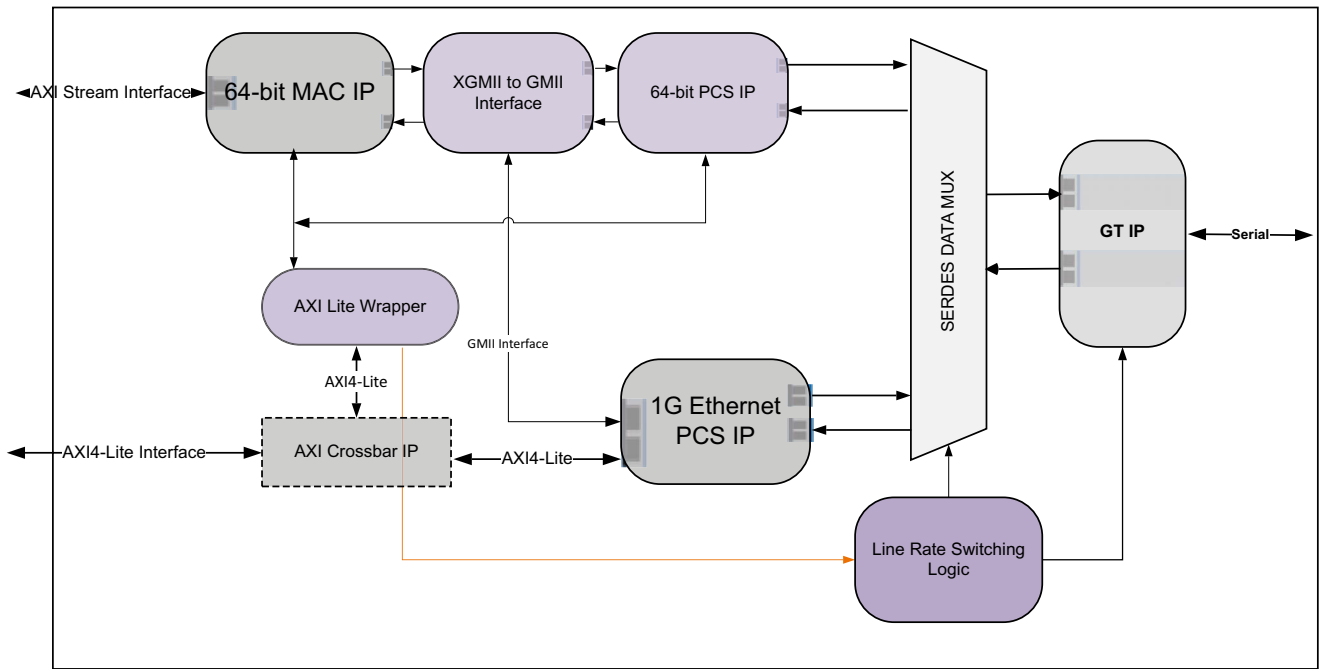 AXI Stream Interface
64-bit MAC IP
XGMII to GMII
Interface
64-bit PCS IP
SERDES DATA MUX
GT IP
Serial
AXI Lite Wrapper
GMII Interface
AXI4-Lite
1G Ethernet
PCS IP
AXI4-Lite Interface
AXI Crossbar IP
AXI4-Lite
Line Rate Switching
Logic